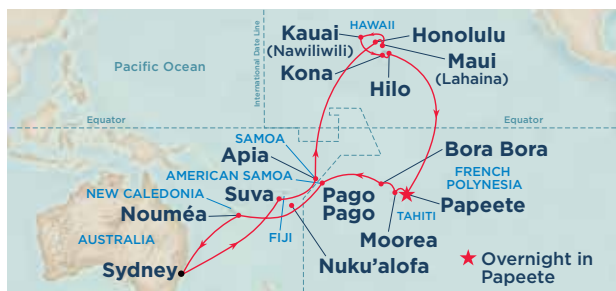 Kauai
(Nawiliwili)
HAWAII
Honolulu
International Date Line
Pacific Ocean
Kona
Maui
(Lahaina)
Hilo
Equator
Equator
SAMOA
Apia
Bora Bora
AMERICAN SAMOA
FRENCH
POLYNESIA
NEW CALEDONIA
Suva
Pago
Pago
Papeete
Nouméa
TAHITI
FIJI
Moorea
AUSTRALIA
Nuku'alofa
Sydney
Overnight in
Papeete